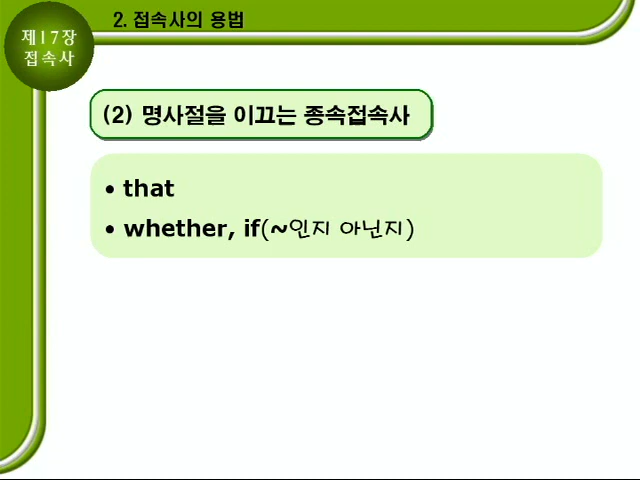 제17장
접속사
2. 접속사의 용법
(2) 명사절을 이끄는 종속접속사
• that
• whether, if(~인지 아닌지)